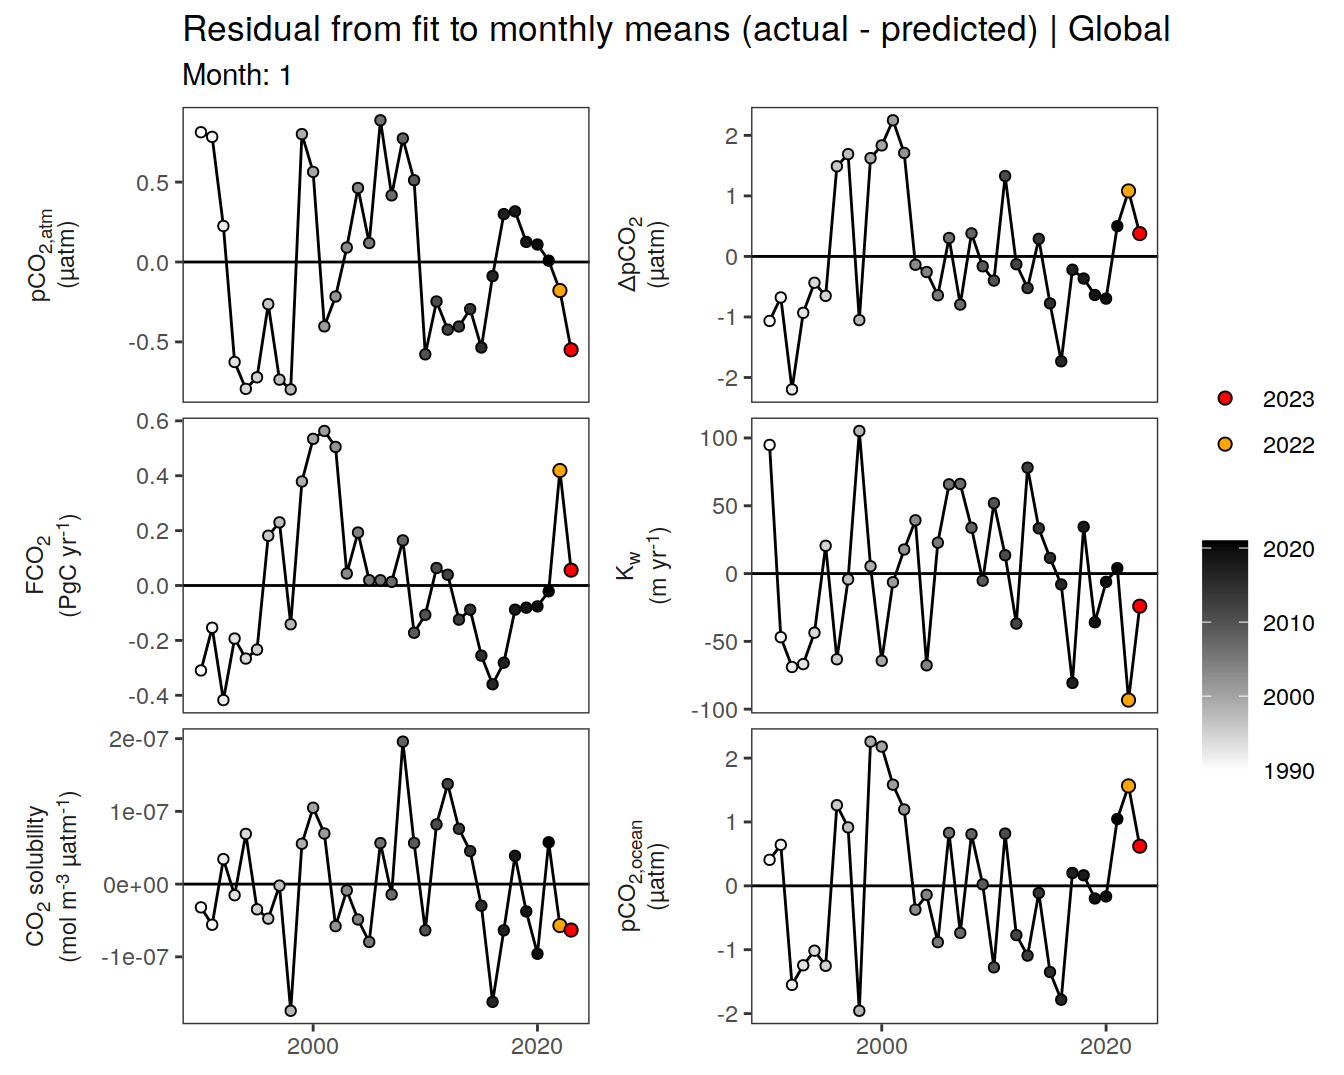 Residual from fit to monthly means (actual - predicted) | Global
Month: 1
pCO2,atm
(µatm)
0.5
0.0
-0.5
ΔpCO2
(µatm)
2
1
0
-1
-2
FCO2
(PgC yr-1)
0.6
0.4
0.2
0.0
-0.2
-0.4
Kw
(m yr-1)
100
50
0
-50
-100
CO2 solubility
(mol m-3 µatm-1)
2e-07
1e-07
0e+00
-1e-07
2000
2020
pCO2,ocean
(µatm)
2
1
0
-1
-2
2000
2020
2023
2022
2020
2010
2000
1990